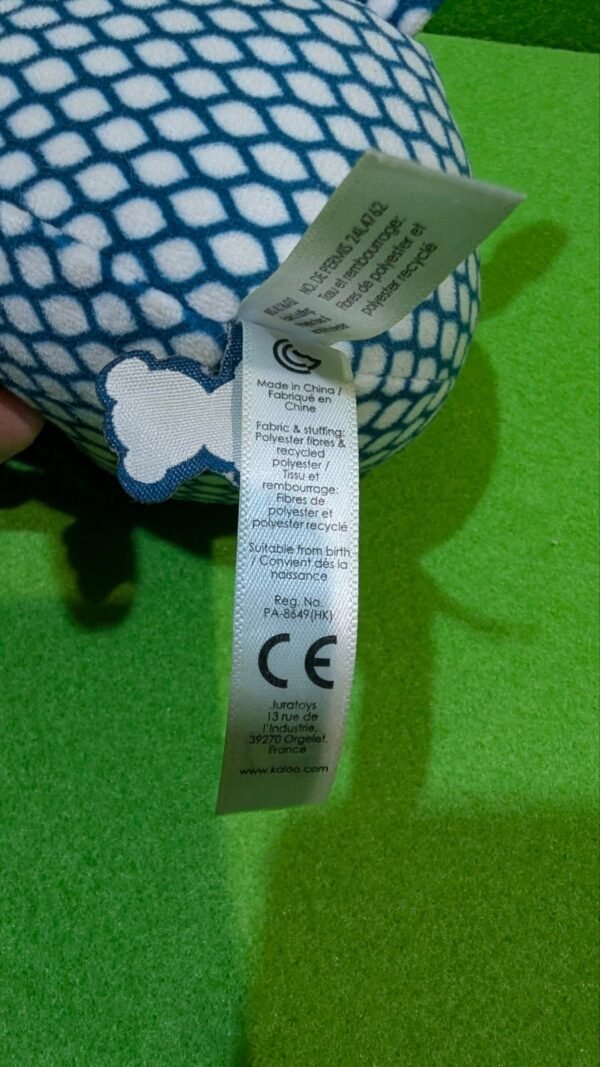 NO. DE PERMIS 24L4762
Tissu et rembourrage:
Fibres de polyester et
polyester recyclé
Made in China /
Fabriqué en
Chine
Fabric & stuffing:
Polyester fibres &
recycled
polyester /
Tissu et
rembourrage:
Fibres de
polyester et
polyester recyclé
Suitable from birth
/ Convient dès la
naissance
Reg. No.
PA-8649(HK)
CE
Juratoys
13 rue de
l'Industrie,
39270 Orgelet,
France
www.kaloo.com